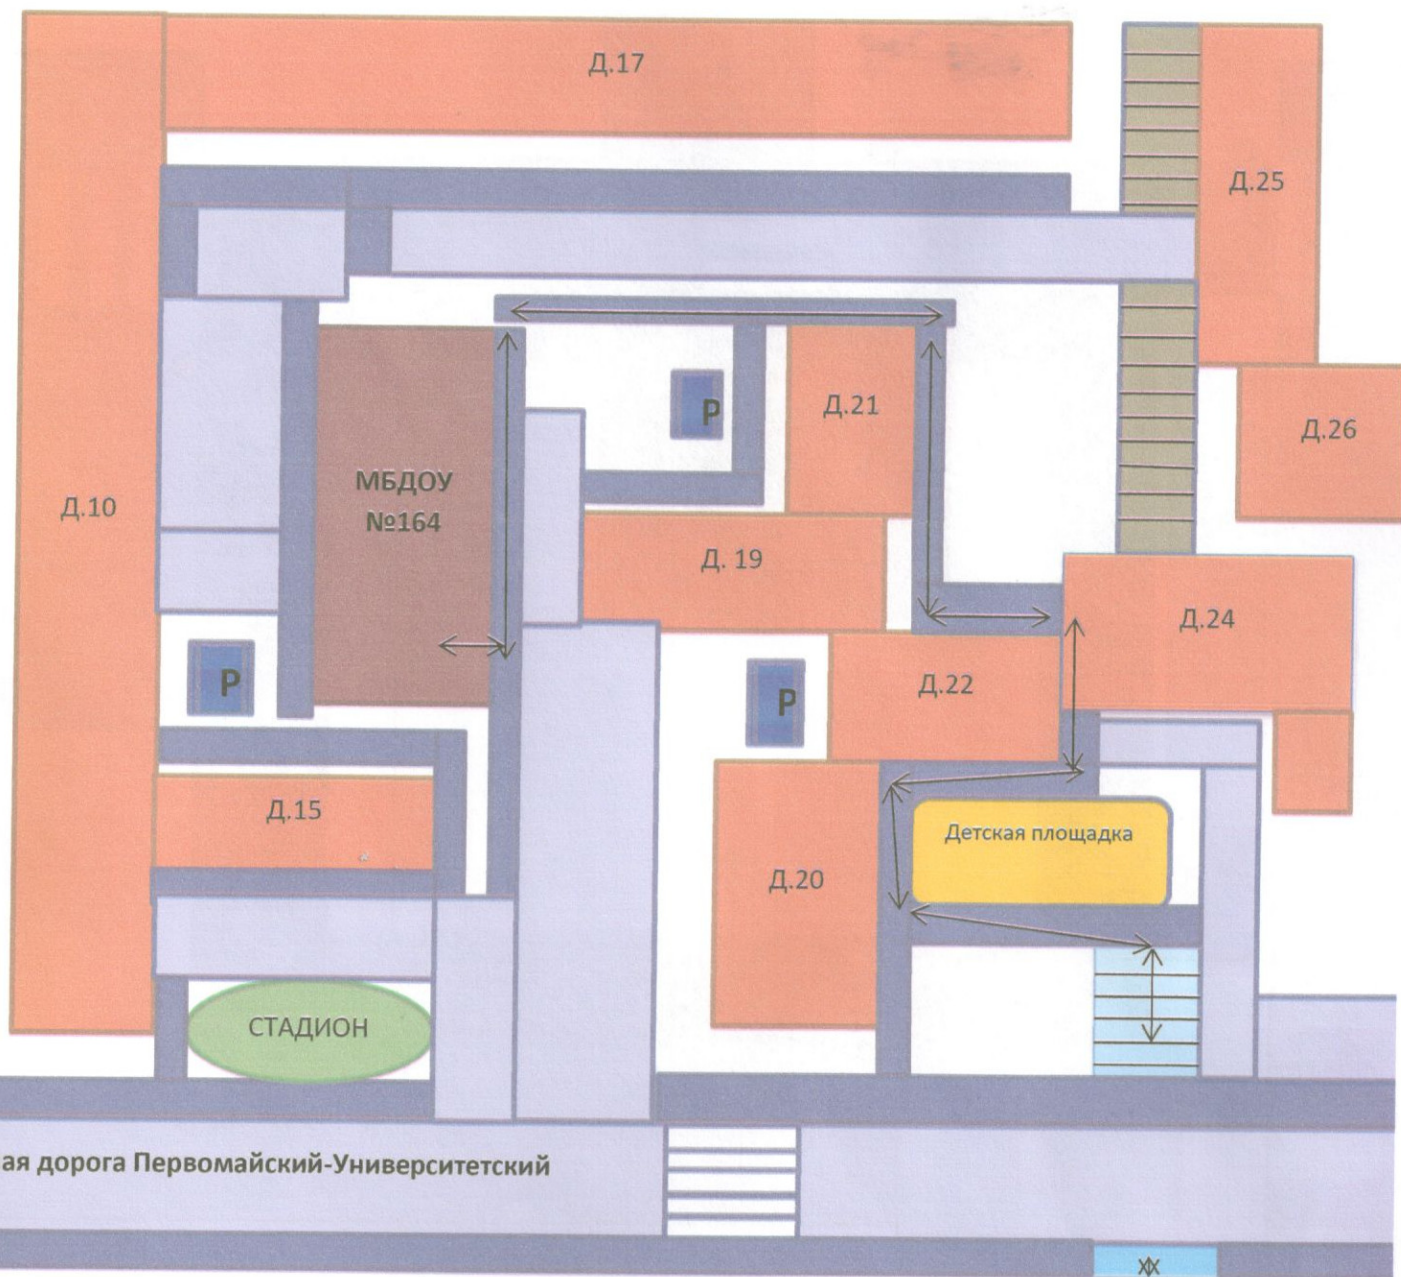 Д.17
Д.25
Д.21
Р
Д.26
МБДОУ
№164
Д.10
Д. 19
Д.24
Р
Д.22
Р
Д.15
Детская площадка
Д.20
СТАДИОН
ая дорога Первомайский-Университетский